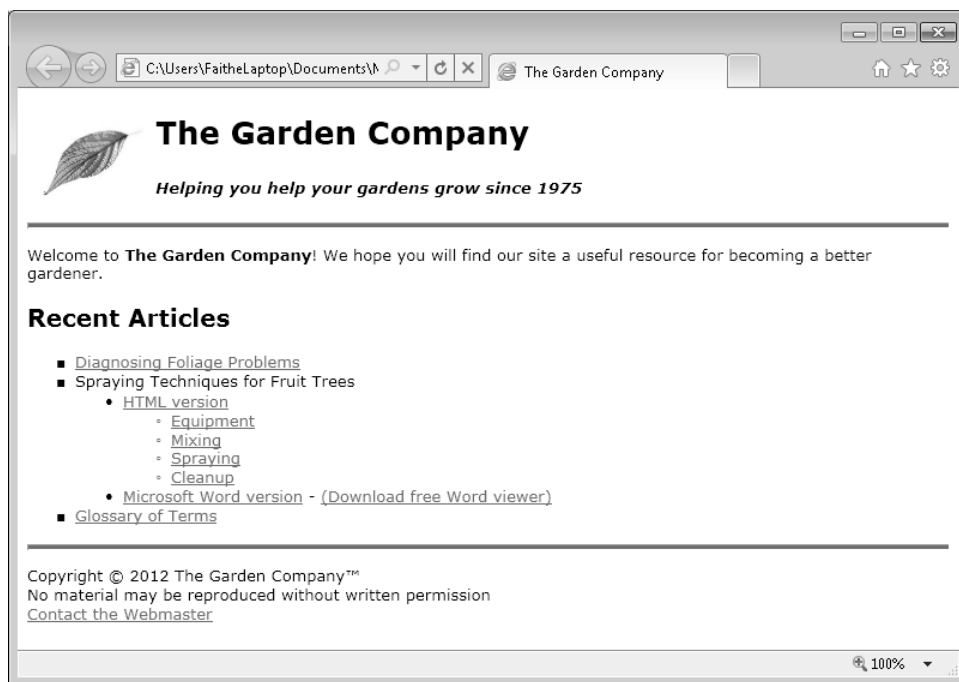 C:\Users\FaitheLaptop\Documents\
The Garden Company
The Garden Company
Helping you help your gardens grow since 1975
Welcome to The Garden Company! We hope you will find our site a useful resource for becoming a better
gardener.
Recent Articles
Diagnosing Foliage Problems
Spraying Techniques for Fruit Trees
HTML version
Equipment
Mixing
Spraying
Cleanup
Microsoft Word version - (Download free Word viewer)
Glossary of Terms
Copyright © 2012 The Garden Company™
No material may be reproduced without written permission
Contact the Webmaster
100%